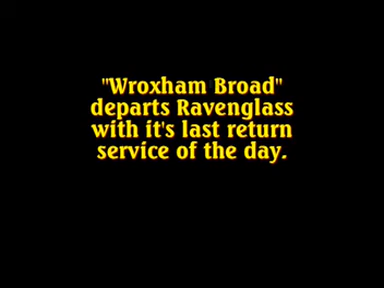 "Wroxham Broad"
departs Ravenglass
with it's last return
service of the day.